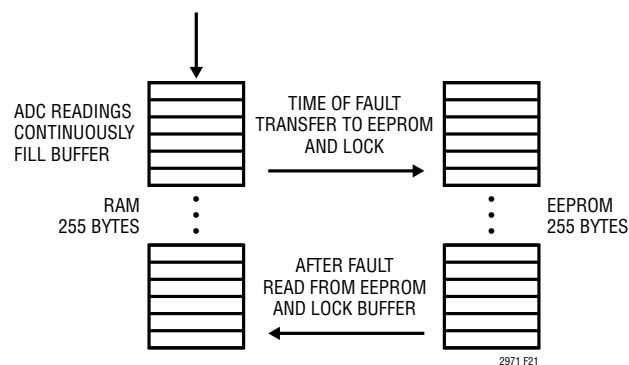 ADC READINGS
CONTINUOUSLY
FILL BUFFER
TIME OF FAULT
TRANSFER TO EEPROM
AND LOCK
RAM
255 BYTES
EEPROM
255 BYTES
AFTER FAULT
READ FROM EEPROM
AND LOCK BUFFER
2971 F21